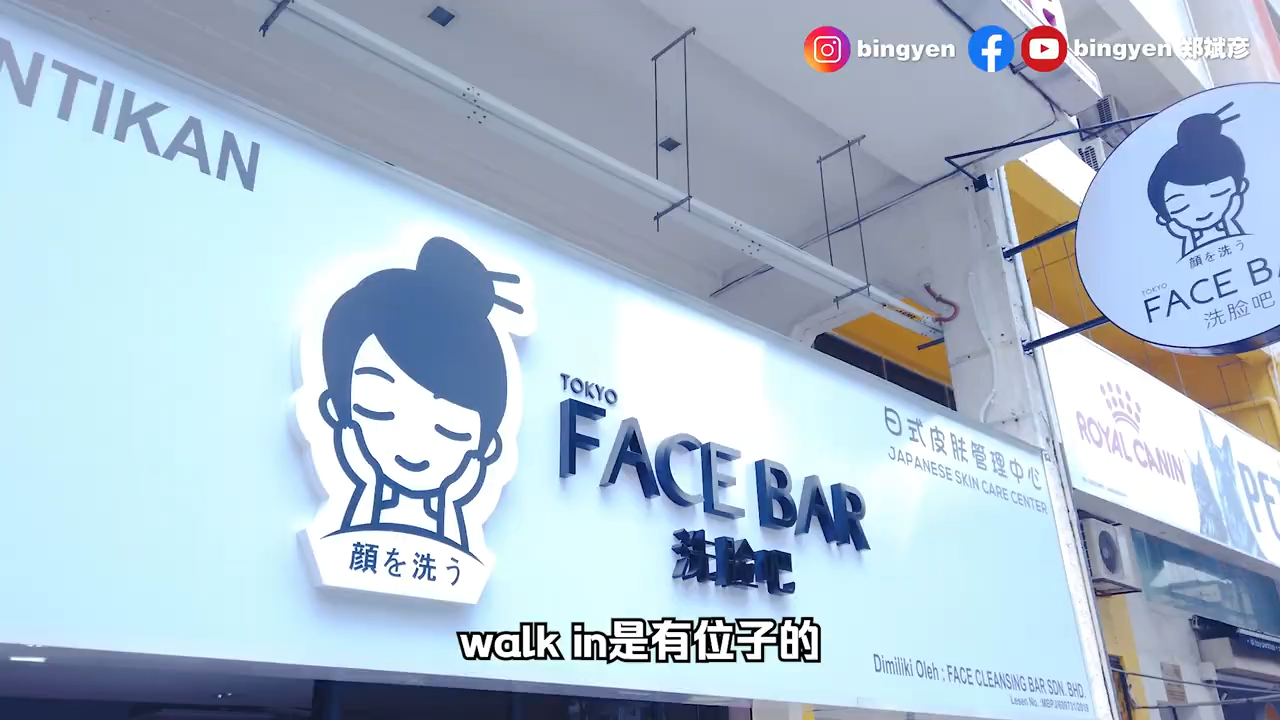 bingyen
bingyen 郑斌彦
NTIKAN
顔を洗う
TOKYO
FACE BAR
洗脸吧
日式皮肤管理中心
JAPANESE SKIN CARE CENTER
Dimiliki Oleh : FACE CLEANSING BAR SDN. BHD.
顔を洗う
TOKYO
FACE BA
洗脸吧
ROYAL CANIN
PET
walk in是有位子的